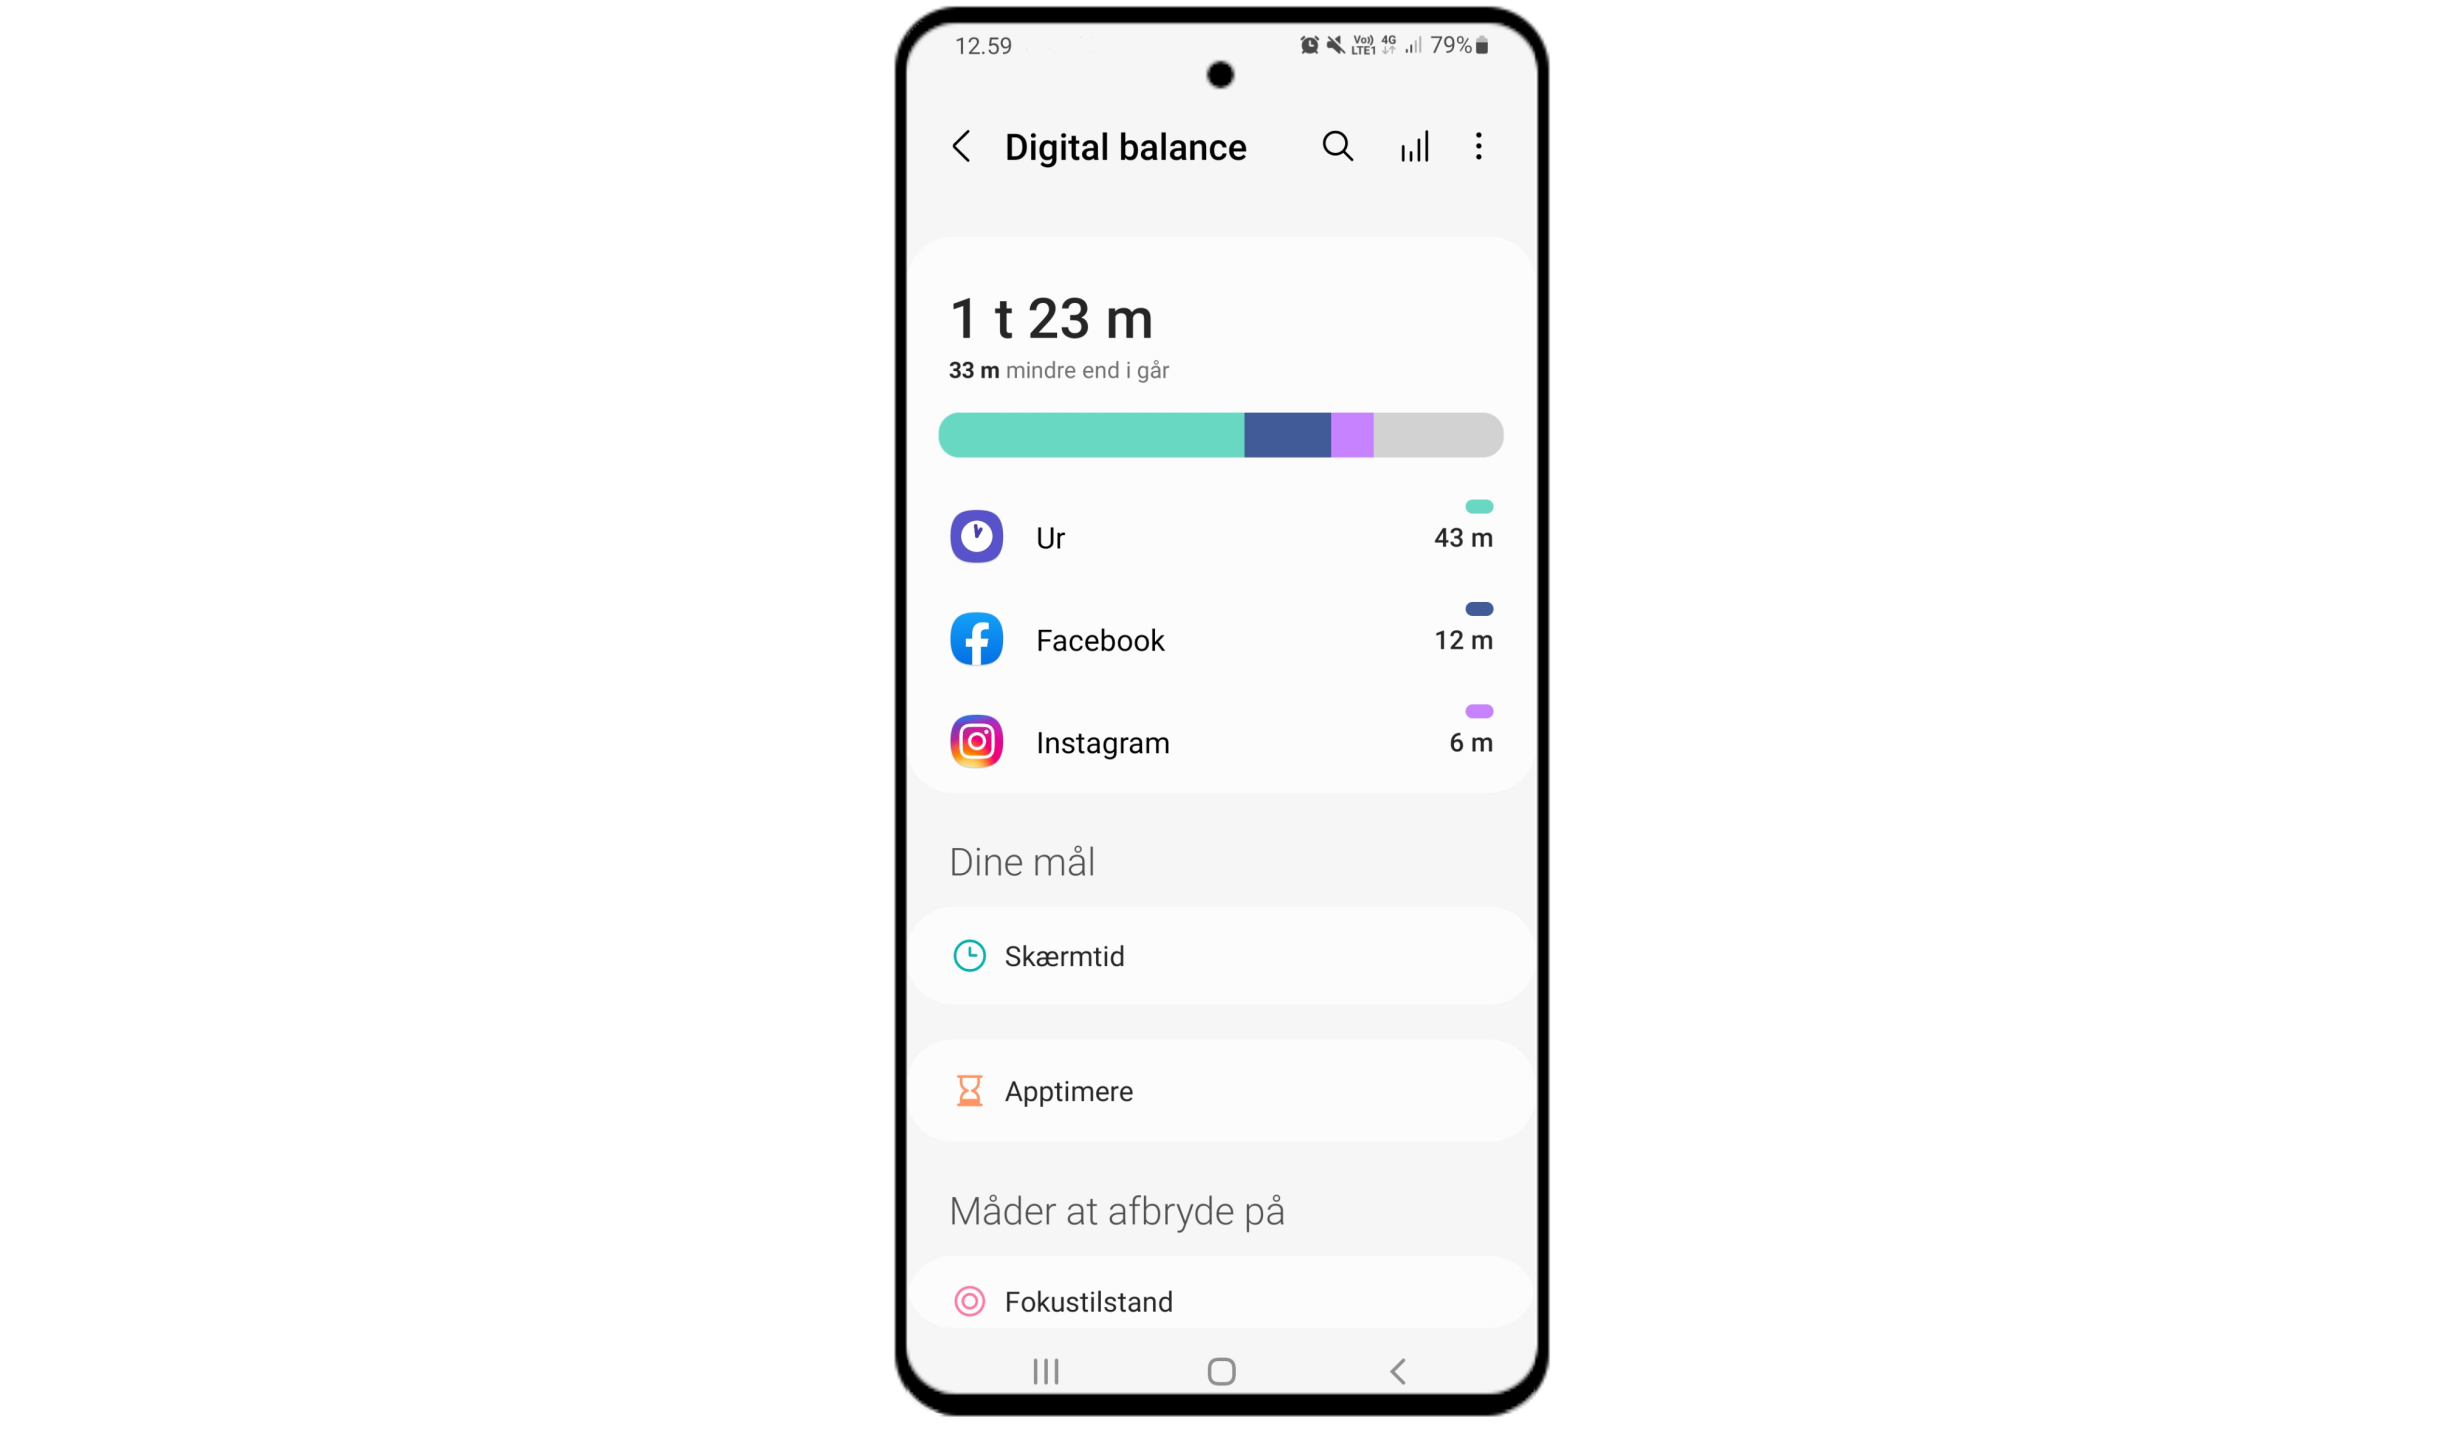 12.59
Vo)) LTE1 4G 79%
Digital balance
1 t 23 m
33 m mindre end i går
Ur 43 m
Facebook 12 m
Instagram 6 m
Dine mål
Skærmtid
Apptimere
Måder at afbryde på
Fokustilstand